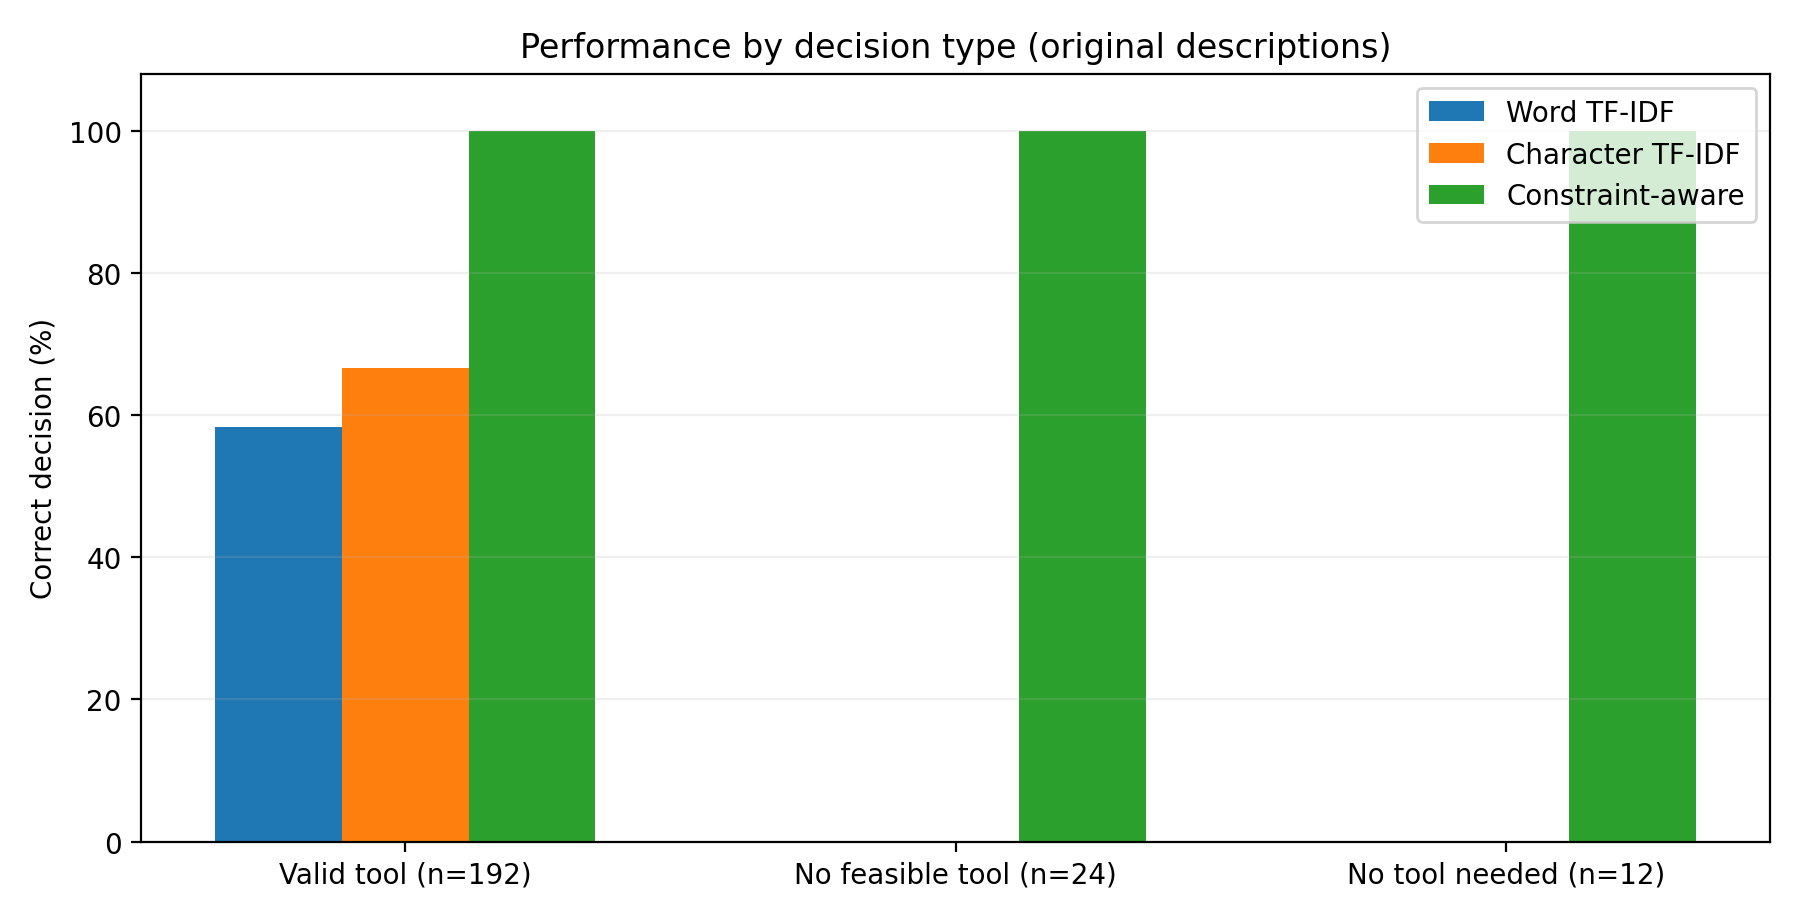 Performance by decision type (original descriptions)
Word TF-IDF
Character TF-IDF
Constraint-aware
Correct decision (%)
100
80
60
40
20
0
Valid tool (n=192)
No feasible tool (n=24)
No tool needed (n=12)